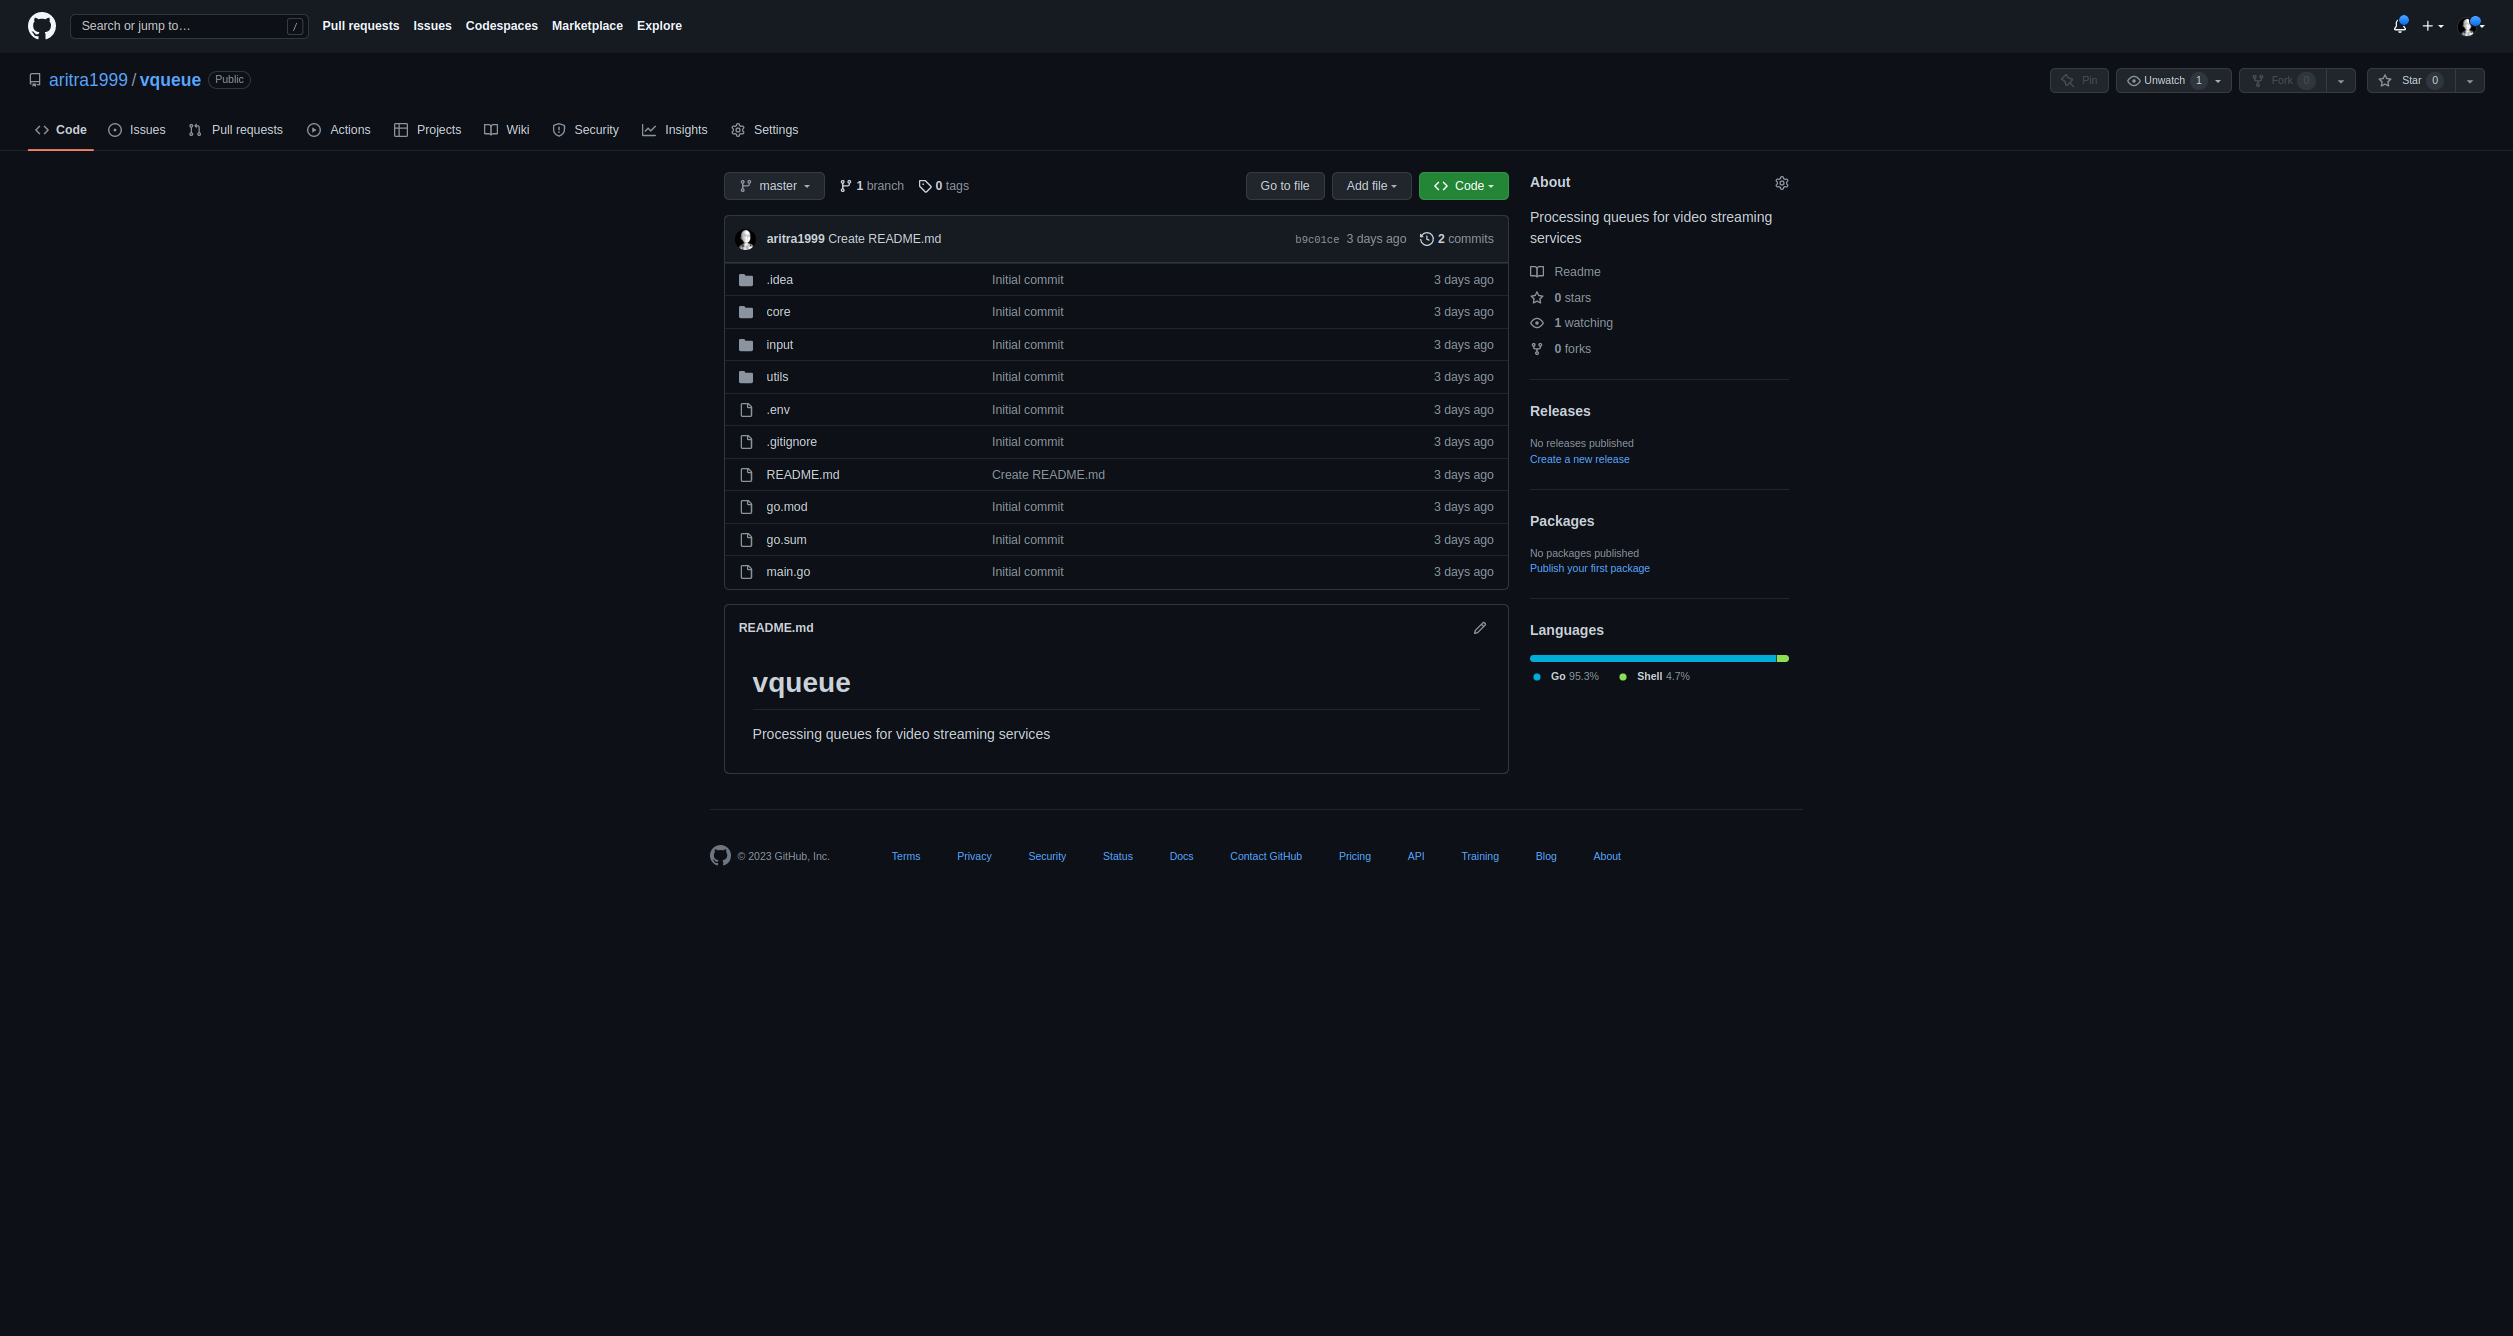 Search or jump to… /
Pull requests Issues Codespaces Marketplace Explore
aritra1999 / vqueue Public
Pin Unwatch 1 Fork 0 Star 0
Code Issues Pull requests Actions Projects Wiki Security Insights Settings
master 1 branch 0 tags Go to file Add file Code
aritra1999 Create README.md b9c01ce 3 days ago 2 commits
.idea Initial commit 3 days ago
core Initial commit 3 days ago
input Initial commit 3 days ago
utils Initial commit 3 days ago
.env Initial commit 3 days ago
.gitignore Initial commit 3 days ago
README.md Create README.md 3 days ago
go.mod Initial commit 3 days ago
go.sum Initial commit 3 days ago
main.go Initial commit 3 days ago
README.md
vqueue
Processing queues for video streaming services
About
Processing queues for video streaming
services
Readme
0 stars
1 watching
0 forks
Releases
No releases published
Create a new release
Packages
No packages published
Publish your first package
Languages
Go 95.3% Shell 4.7%
© 2023 GitHub, Inc. Terms Privacy Security Status Docs Contact GitHub Pricing API Training Blog About